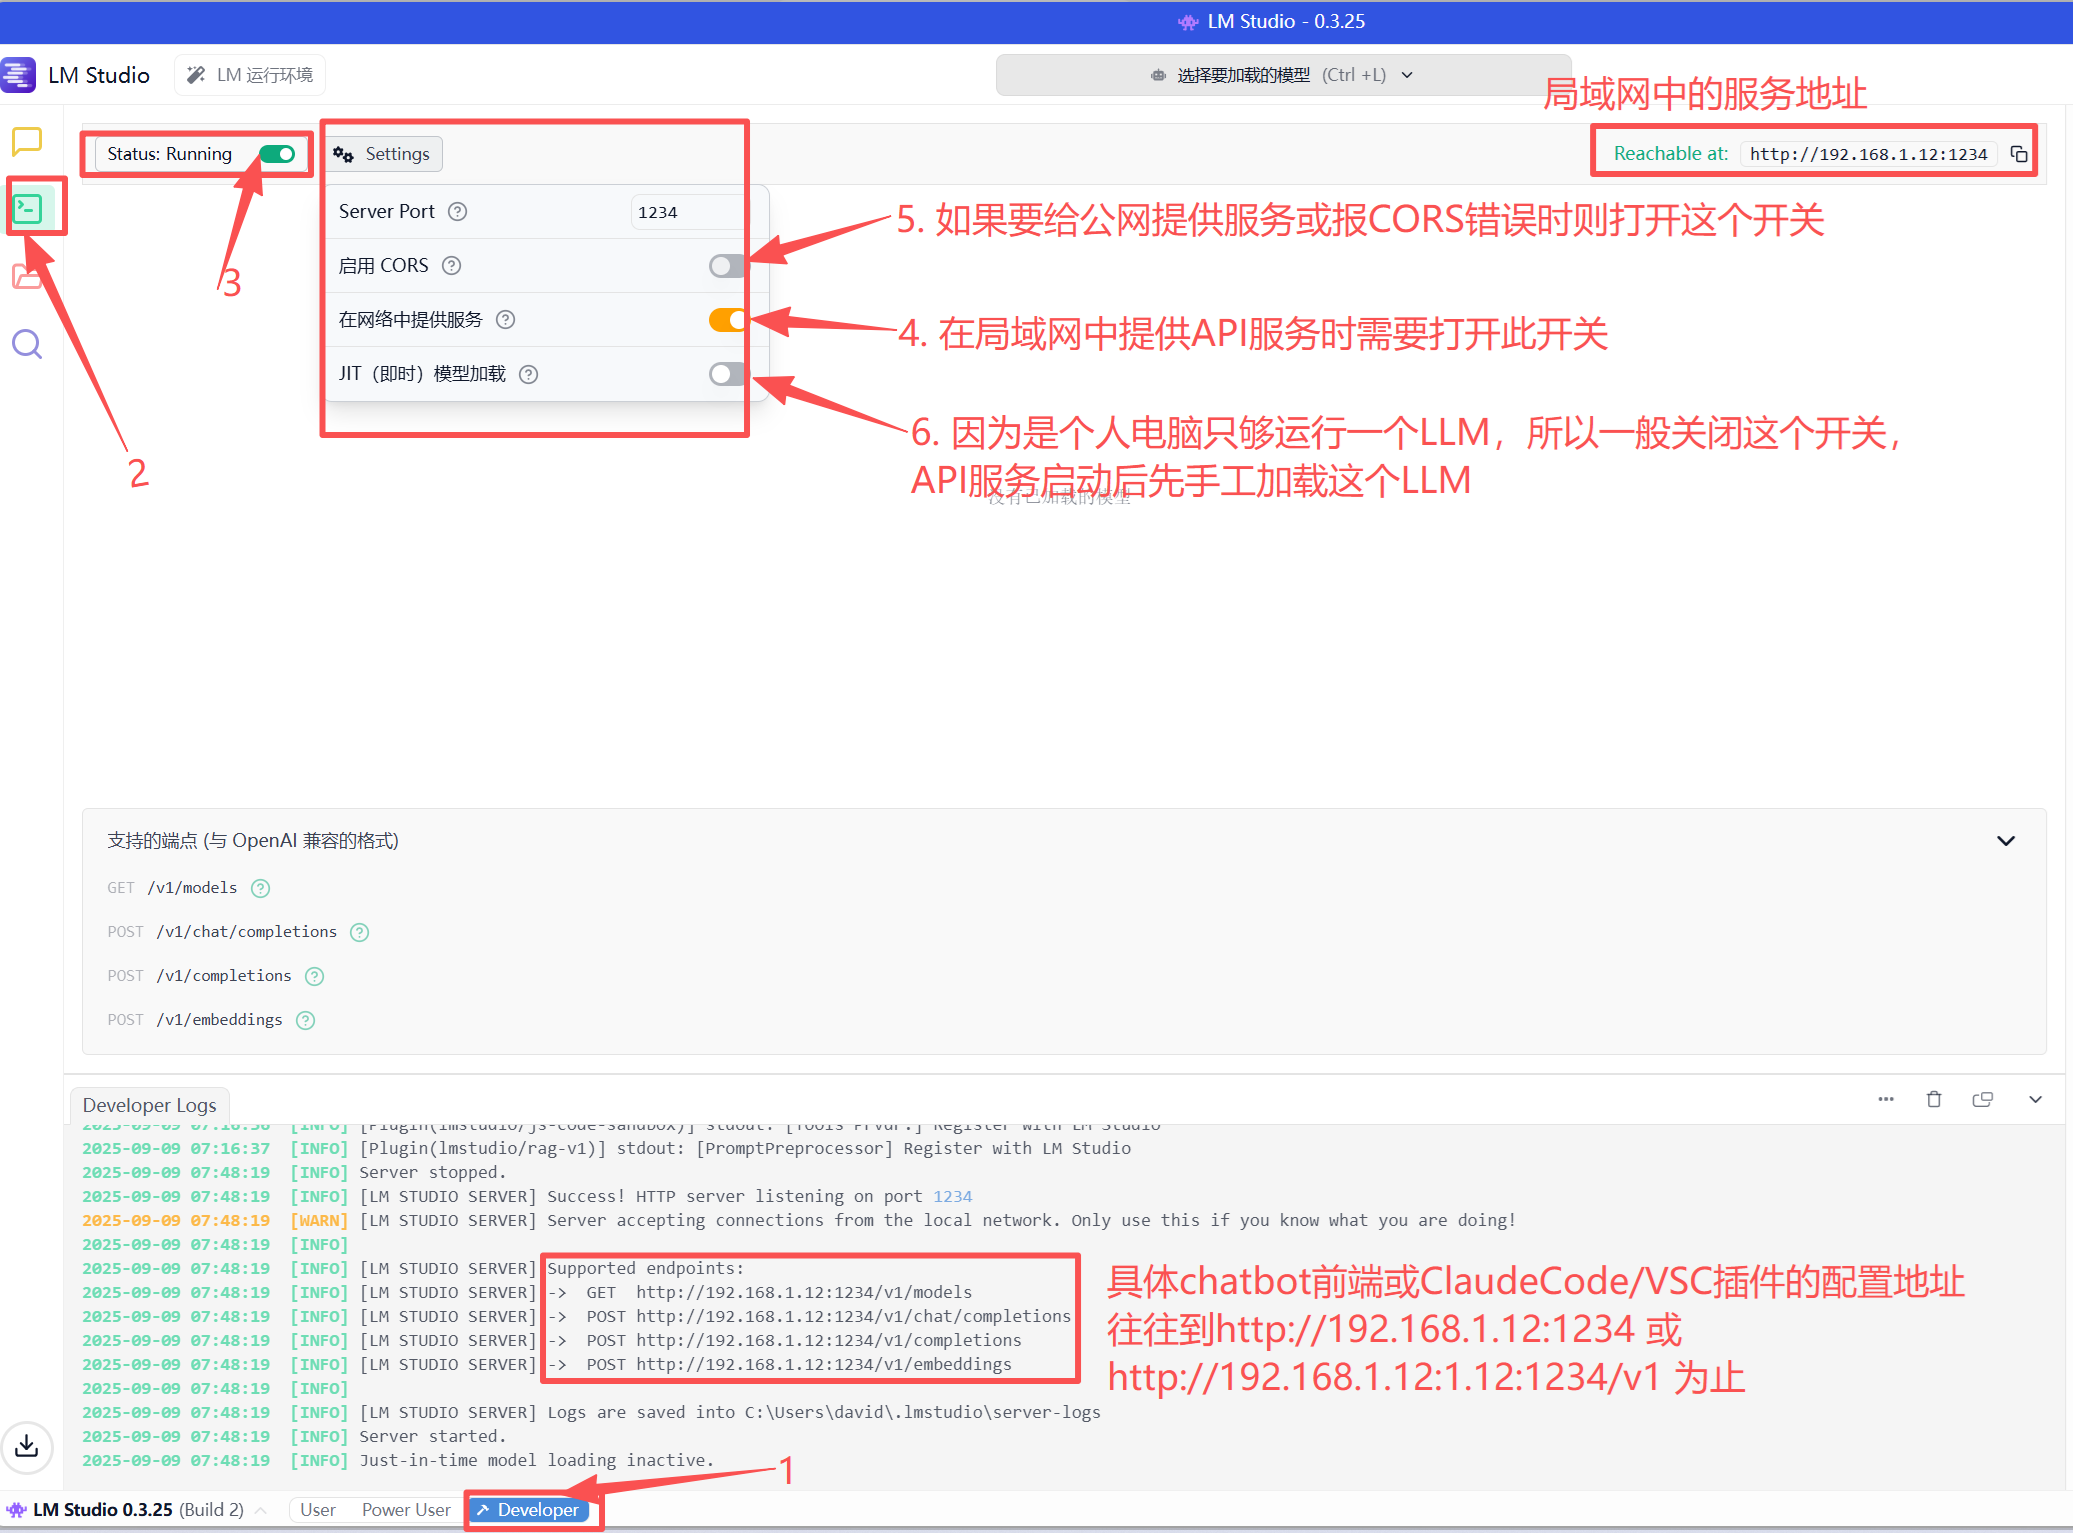 LM Studio - 0.3.25
LM Studio
LM 运行环境
选择要加载的模型 (Ctrl +L)
局域网中的服务地址
Status: Running
Settings
Reachable at: http://192.168.1.12:1234
Server Port
1234
5. 如果要给公网提供服务或报CORS错误时则打开这个开关
启用 CORS
3
在网络中提供服务
4. 在局域网中提供API服务时需要打开此开关
JIT（即时）模型加载
6. 因为是个人电脑只够运行一个LLM，所以一般关闭这个开关，
API服务启动后先手工加载这个LLM
2
没有已加载的模型
支持的端点 (与 OpenAI 兼容的格式)
GET /v1/models
POST /v1/chat/completions
POST /v1/completions
POST /v1/embeddings
Developer Logs
2025-09-09 07:16:36 [INFO] [Plugin(lmstudio/js-code-sandbox)] stdout: [Tools Prvdr.] Register with LM Studio
2025-09-09 07:16:37 [INFO] [Plugin(lmstudio/rag-v1)] stdout: [PromptPreprocessor] Register with LM Studio
2025-09-09 07:48:19 [INFO] Server stopped.
2025-09-09 07:48:19 [INFO] [LM STUDIO SERVER] Success! HTTP server listening on port 1234
2025-09-09 07:48:19 [WARN] [LM STUDIO SERVER] Server accepting connections from the local network. Only use this if you know what you are doing!
2025-09-09 07:48:19 [INFO]
2025-09-09 07:48:19 [INFO] [LM STUDIO SERVER] Supported endpoints:
2025-09-09 07:48:19 [INFO] [LM STUDIO SERVER] -> GET http://192.168.1.12:1234/v1/models
2025-09-09 07:48:19 [INFO] [LM STUDIO SERVER] -> POST http://192.168.1.12:1234/v1/chat/completions
2025-09-09 07:48:19 [INFO] [LM STUDIO SERVER] -> POST http://192.168.1.12:1234/v1/completions
2025-09-09 07:48:19 [INFO] [LM STUDIO SERVER] -> POST http://192.168.1.12:1234/v1/embeddings
2025-09-09 07:48:19 [INFO]
具体chatbot前端或ClaudeCode/VSC插件的配置地址
往往到http://192.168.1.12:1234 或
http://192.168.1.12:1.12:1234/v1 为止
2025-09-09 07:48:19 [INFO] [LM STUDIO SERVER] Logs are saved into C:\Users\david\.lmstudio\server-logs
2025-09-09 07:48:19 [INFO] Server started.
2025-09-09 07:48:19 [INFO] Just-in-time model loading inactive.
1
LM Studio 0.3.25 (Build 2)
User
Power User
Developer